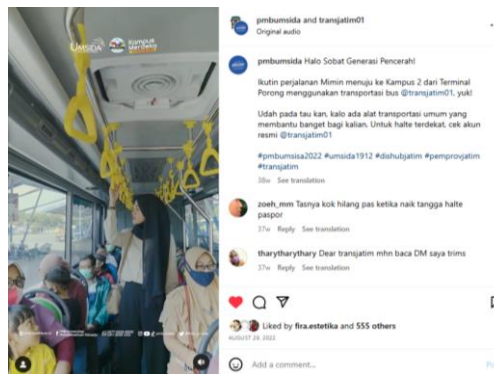 UMSIDA
Kampus
Merdeka
pmbumsida and transjatim01
Original audio
pmbumsida Halo Sobat Generasi Pencerah!
Ikutin perjalanan Mimin menuju ke Kampus 2 dari Terminal
Porong menggunakan transportasi bus @transjatim01, yuk!
Udah pada tau kan, kalo ada alat transportasi umum yang
membantu banget bagi kalian. Untuk halte terdekat, cek akun
resmi @transjatim01
#pmbumsisa2022 #umsida1912 #dishubjatim #pemprovjatim
#transjatim
38w See translation
zoeh_mm Tasnya kok hilang pas ketika naik tangga halte
paspor
37w Reply See translation
tharytharythary Dear transjatim mhn baca DM saya trims
37w Reply See translation
Liked by fira.estetika and 555 others
AUGUST 28, 2022
Add a comment...